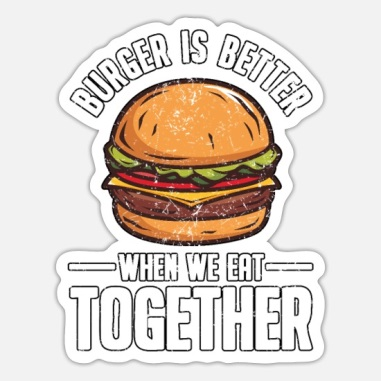 BURGER IS BETTER
WHEN WE EAT
TOGETHER